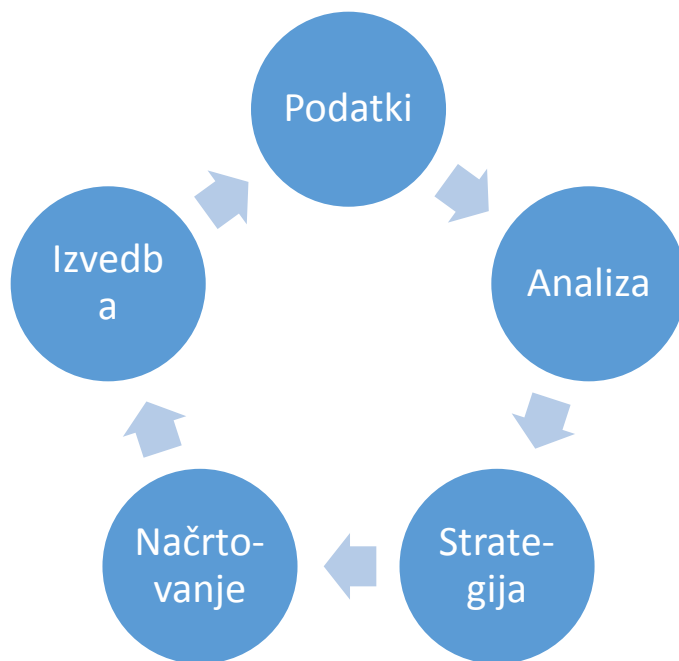 Podatki
Analiza
Strate-
gija
Načrto-
vanje
Izvedb
a